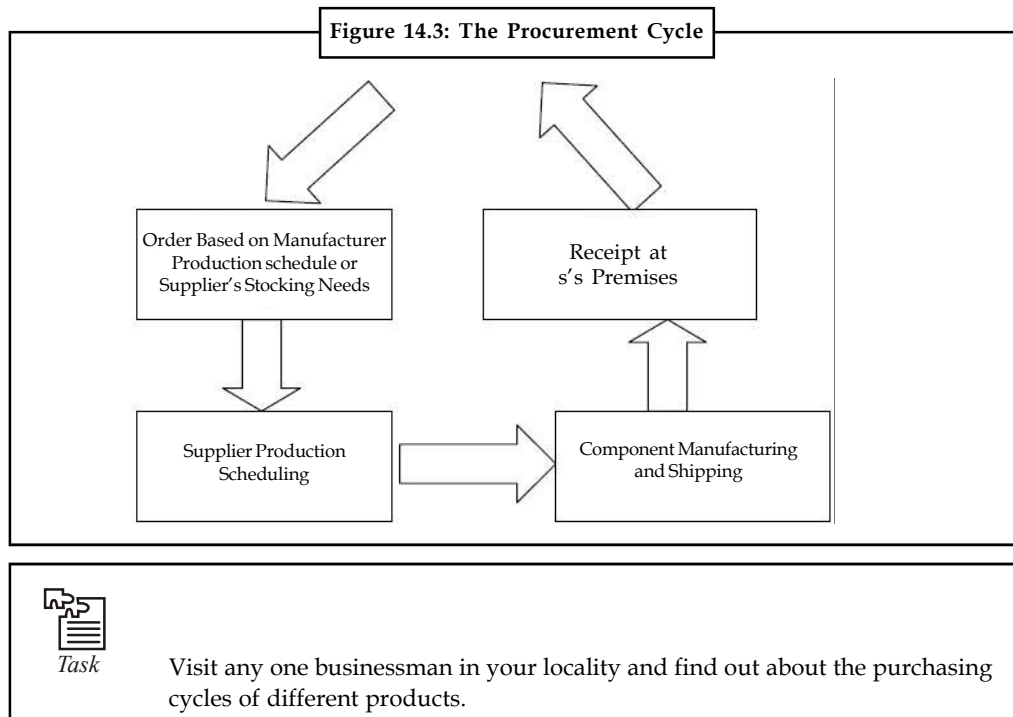 Figure 14.3: The Procurement Cycle
Order Based on Manufacturer
Production schedule or
Supplier's Stocking Needs
Receipt at
s's Premises
Supplier Production
Scheduling
Component Manufacturing
and Shipping
Task
Visit any one businessman in your locality and find out about the purchasing
cycles of different products.